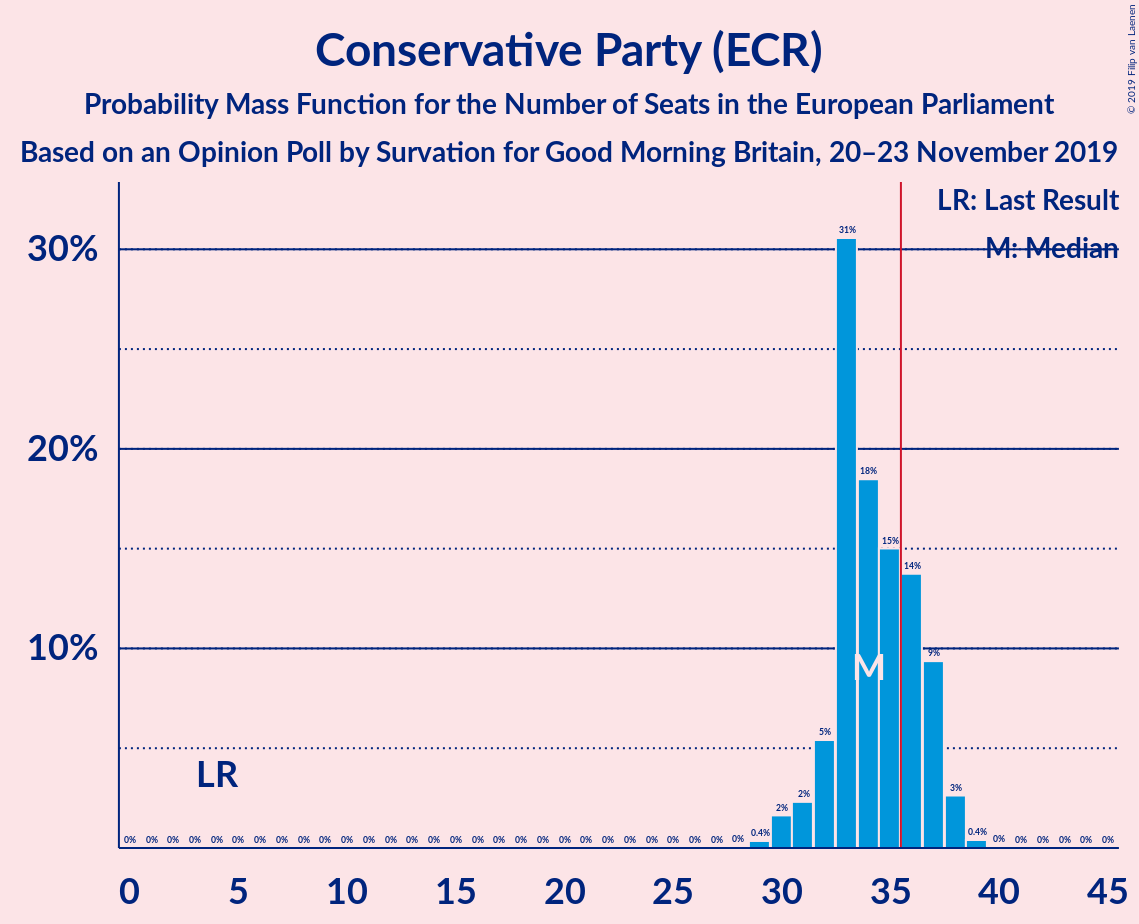 Conservative Party (ECR)
Probability Mass Function for the Number of Seats in the European Parliament
Based on an Opinion Poll by Survation for Good Morning Britain, 20–23 November 2019
© 2019 Filip van Laenen
LR: Last Result
M: Median
30%
20%
10%
31%
18%
15%
14%
9%
M
5%
LR
0% 0% 0% 0% 0% 0% 0% 0% 0% 0% 0% 0% 0% 0% 0% 0% 0% 0% 0% 0% 0% 0% 0% 0% 0% 0% 0% 0% 0% 0.4% 2% 2% 3% 0.4% 0% 0% 0% 0% 0% 0%
0 5 10 15 20 25 30 35 40 45